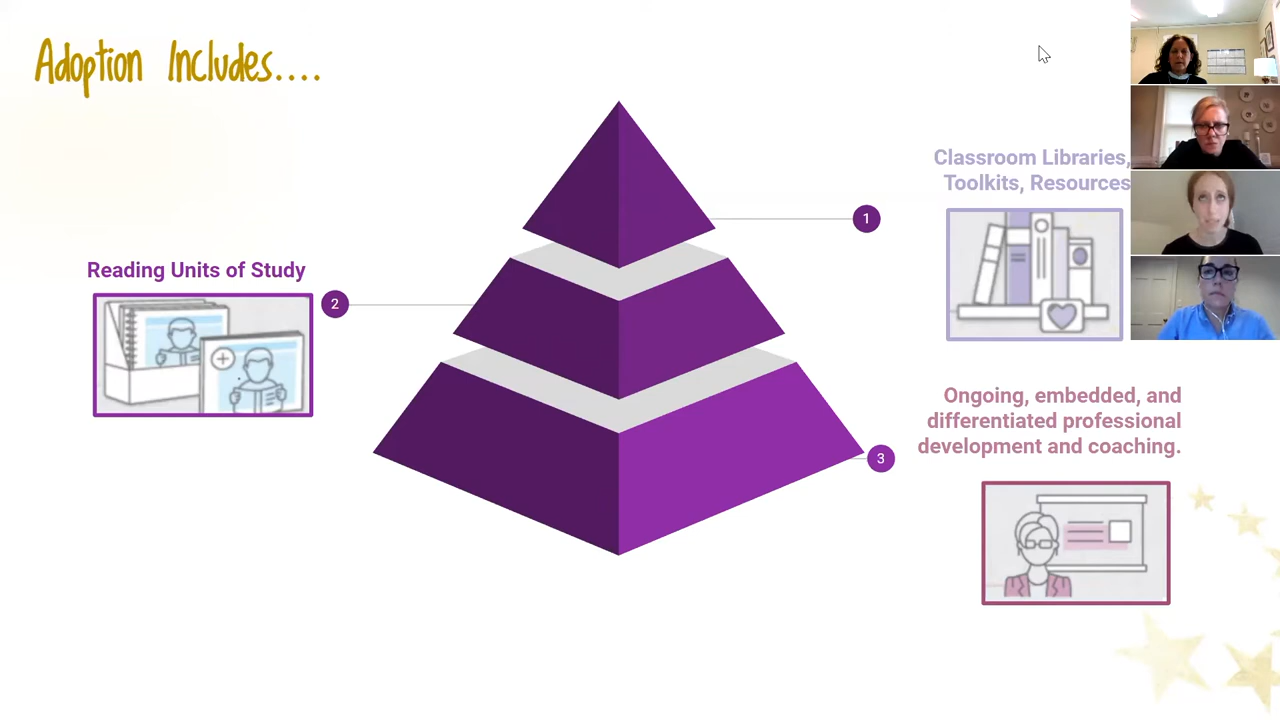 Adoption Includes....
Classroom Libraries,
Toolkits, Resources
1
Reading Units of Study
2
Ongoing, embedded, and
differentiated professional
development and coaching.
3